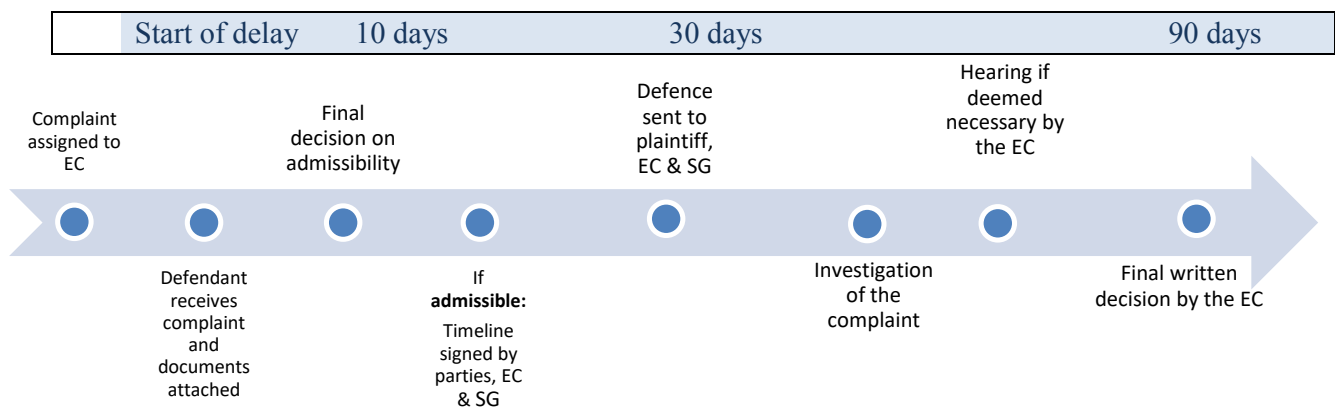 Start of delay 10 days 30 days 90 days
Complaint
assigned to
EC
Defendant
receives
complaint
and
documents
attached
Final
decision on
admissibility
If
admissible:
Timeline
signed by
parties, EC
& SG
Defence
sent to
plaintiff,
EC & SG
Investigation
of the
complaint
Hearing if
deemed
necessary by
the EC
Final written
decision by the EC